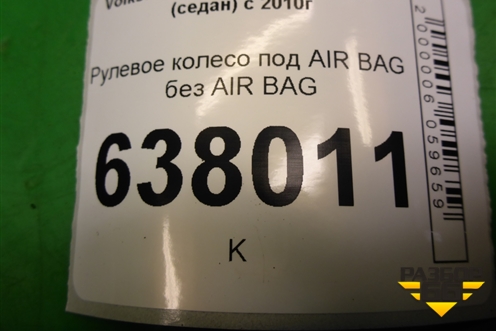 (седан) с 2010г
Рулевое колесо под AIR BAG
без AIR BAG
638011
K
2000006059659